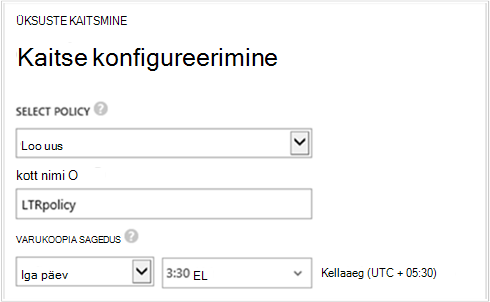 ÜKSUSTE KAITSMINE
Kaitse konfigureerimine
SELECT POLICY ?
Loo uus
kott nimi O
LTRpolicy
VARUKOOPIA SAGEDUS ?
Iga päev 3:30 EL Kellaaeg (UTC + 05:30)